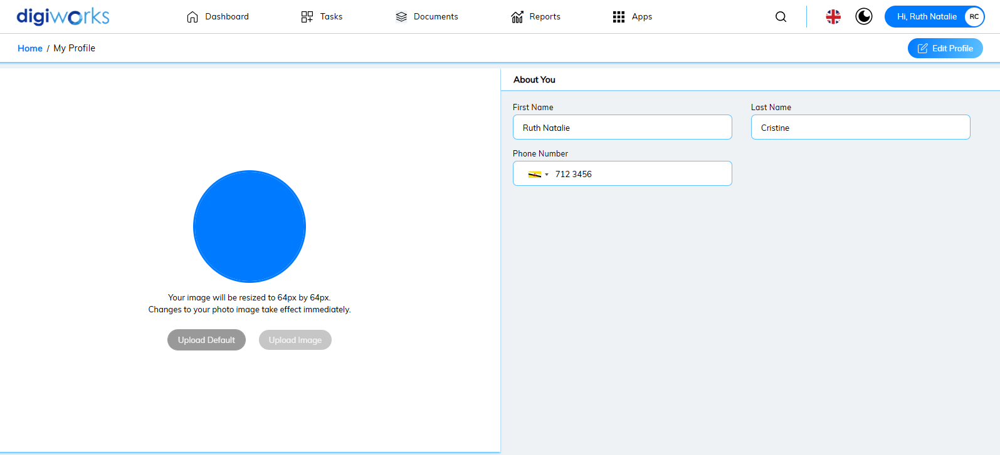 digiworks
Dashboard
Tasks
Documents
Reports
Apps
Hi, Ruth Natalie
RC
Home / My Profile
Edit Profile
About You
First Name
Last Name
Ruth Natalie
Cristine
Phone Number
712 3456
Your image will be resized to 64px by 64px.
Changes to your photo image take effect immediately.
Upload Default
Upload Image